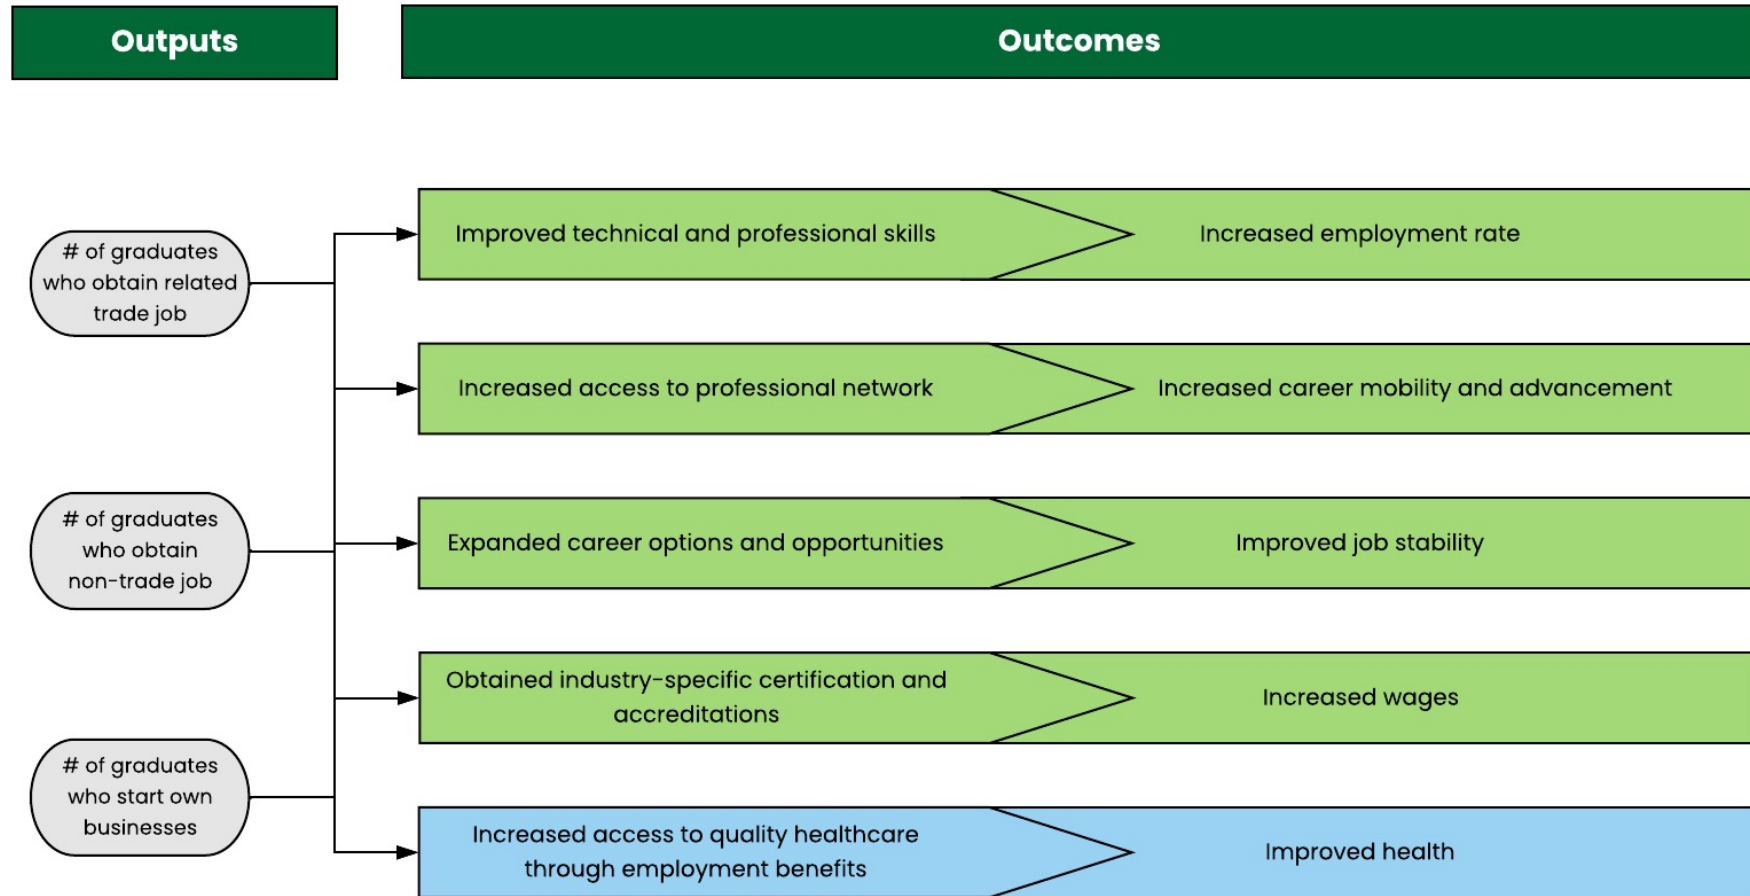 Outputs
Outcomes
# of graduates
who obtain related
trade job
# of graduates
who obtain
non-trade job
# of graduates
who start own
businesses
Improved technical and professional skills
Increased employment rate
Increased access to professional network
Increased career mobility and advancement
Expanded career options and opportunities
Improved job stability
Obtained industry-specific certification and
accreditations
Increased wages
Increased access to quality healthcare
through employment benefits
Improved health